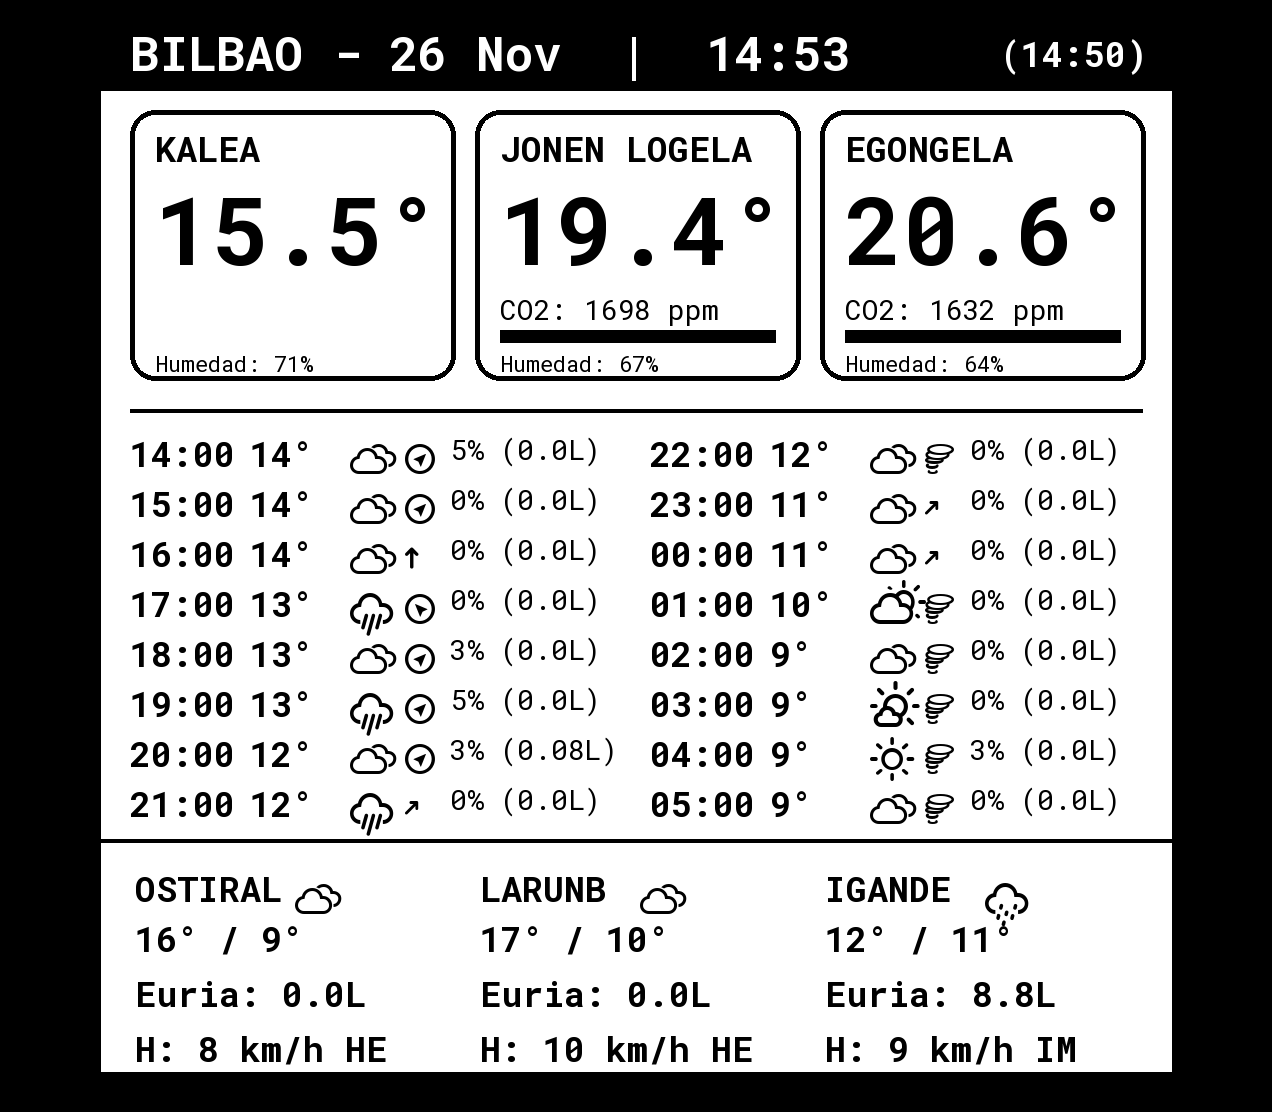 BILBAO - 26 Nov | 14:53 (14:50)
KALEA
15.5°
Humedad: 71%
JONEN LOGELA
19.4°
CO2: 1698 ppm
Humedad: 67%
EGONGELA
20.6°
CO2: 1632 ppm
Humedad: 64%
14:00 14° 5% (0.0L)
15:00 14° 0% (0.0L)
16:00 14° 0% (0.0L)
17:00 13° 0% (0.0L)
18:00 13° 3% (0.0L)
19:00 13° 5% (0.0L)
20:00 12° 3% (0.08L)
21:00 12° 0% (0.0L)
22:00 12° 0% (0.0L)
23:00 11° 0% (0.0L)
00:00 11° 0% (0.0L)
01:00 10° 0% (0.0L)
02:00 9° 0% (0.0L)
03:00 9° 0% (0.0L)
04:00 9° 3% (0.0L)
05:00 9° 0% (0.0L)
OSTIRAL
16° / 9°
Euria: 0.0L
H: 8 km/h HE
LARUNB
17° / 10°
Euria: 0.0L
H: 10 km/h HE
IGANDE
12° / 11°
Euria: 8.8L
H: 9 km/h IM